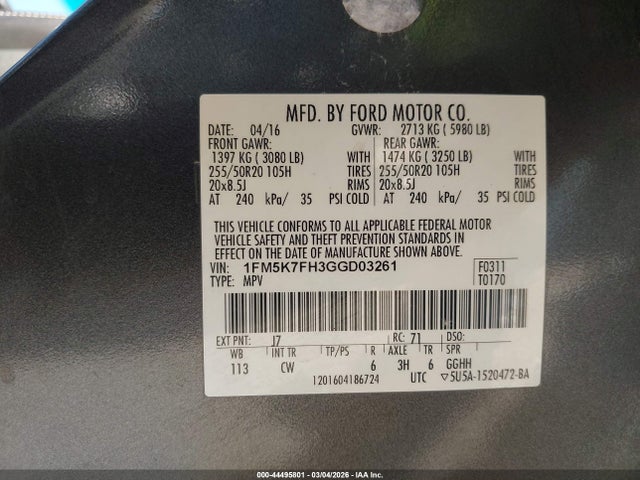 MFD. BY FORD MOTOR CO.
DATE: 04/16 GVWR: 2713 KG ( 5980 LB)
FRONT GAWR: REAR GAWR:
1397 KG ( 3080 LB) WITH 1474 KG ( 3250 LB) WITH
255/50R20 105H TIRES 255/50R20 105H TIRES
20x8.5J RIMS 20x8.5J RIMS
AT 240 kPa/ 35 PSI COLD AT 240 kPa/ 35 PSI COLD
THIS VEHICLE CONFORMS TO ALL APPLICABLE FEDERAL MOTOR
VEHICLE SAFETY AND THEFT PREVENTION STANDARDS IN
EFFECT ON THE DATE OF MANUFACTURE SHOWN ABOVE.
VIN: 1FM5K7FH3GGD03261 F0311
TYPE: MPV T0170
EXT PNT: J7 RC: 71 DSO:
WB INT TR TP/PS R AXLE TR SPR
113 CW 6 3H 6 GGHH
1201604186724 UTC ▽5U5A-1520472-BA
000-44495801 - 03/04/2026 - IAA Inc.